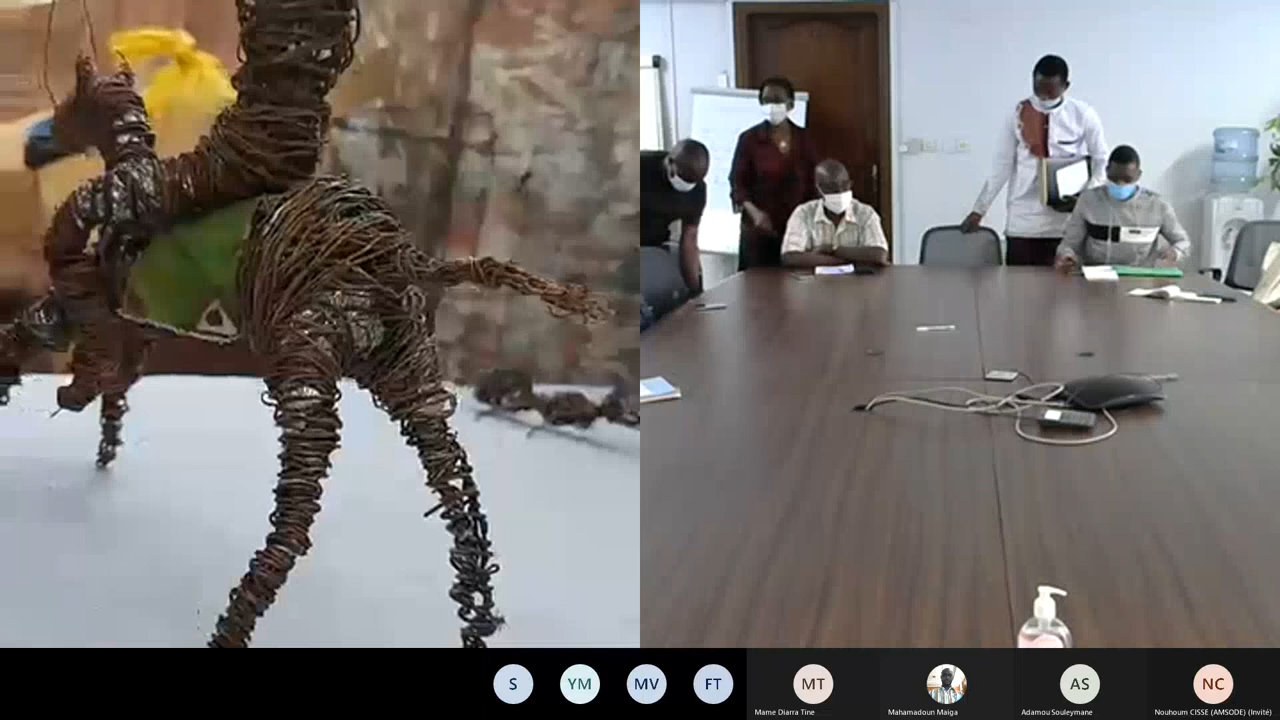 S
YM
MV
FT
MT
AS
NC
Mame Diarra Tine
Mahamadoun Maiga
Adamou Souleymane
Nouhoum CISSE (AMSODE) (Invité)